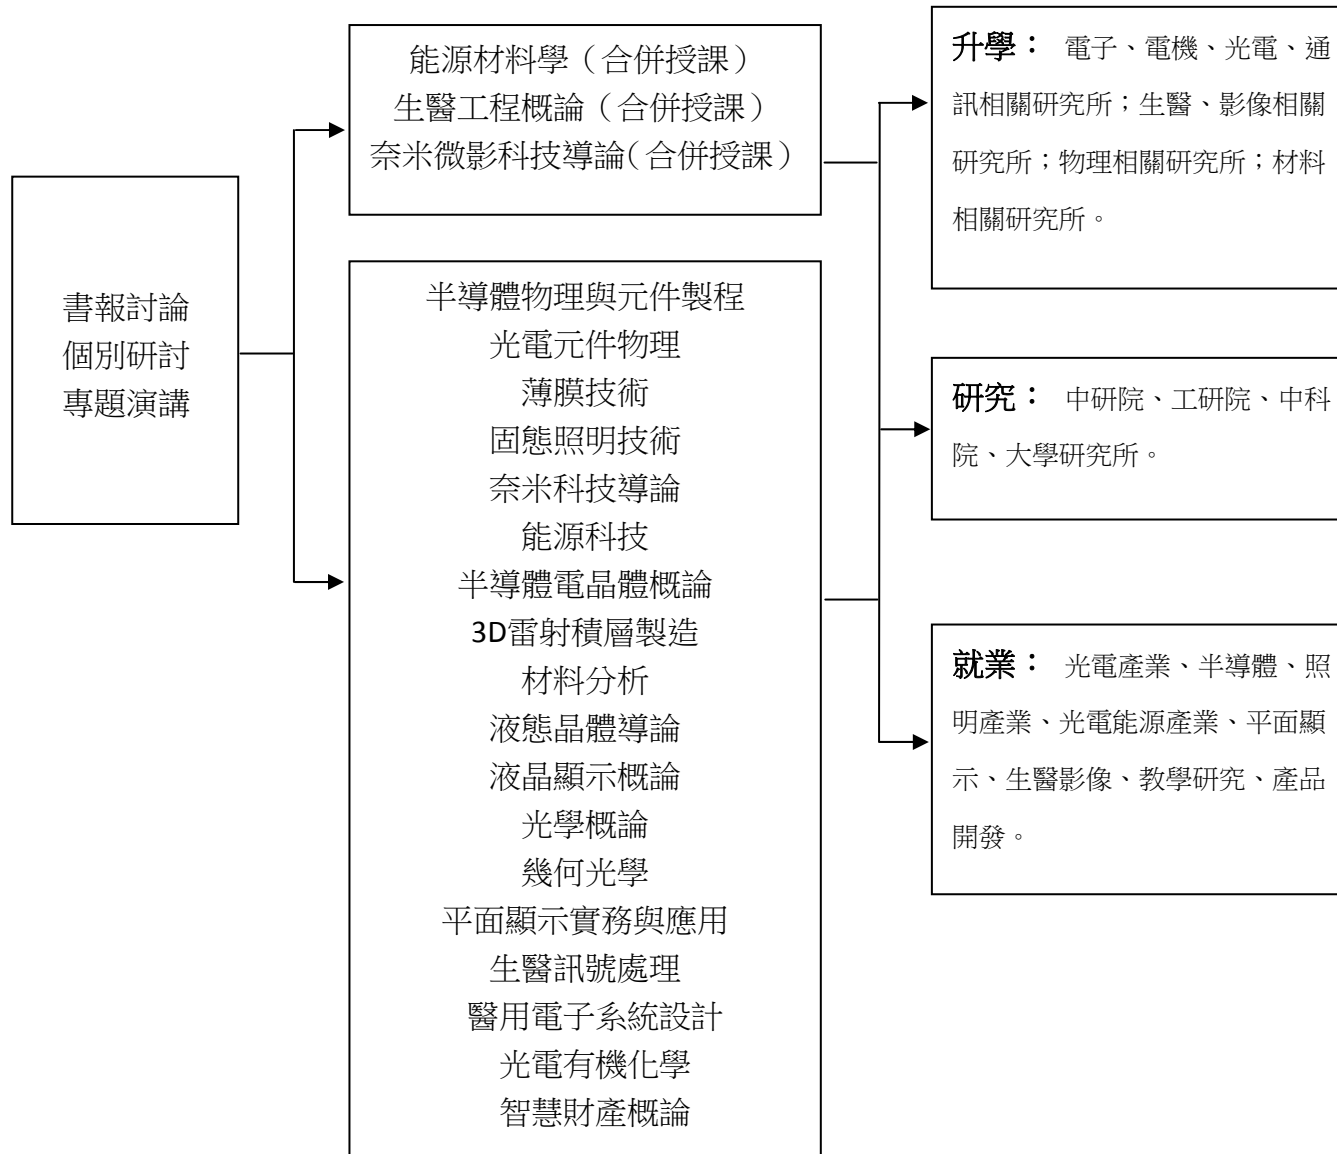 書報討論
個別研討
專題演講
能源材料學（合併授課）
生醫工程概論（合併授課）
奈米微影科技導論（合併授課）
半導體物理與元件製程
光電元件物理
薄膜技術
固態照明技術
奈米科技導論
能源科技
半導體電晶體概論
3D雷射積層製造
材料分析
液態晶體導論
液晶顯示概論
光學概論
幾何光學
平面顯示實務與應用
生醫訊號處理
醫用電子系統設計
光電有機化學
智慧財產概論
升學： 電子、電機、光電、通
訊相關研究所；生醫、影像相關
研究所；物理相關研究所；材料
相關研究所。
研究： 中研院、工研院、中科
院、大學研究所。
就業： 光電產業、半導體、照
明產業、光電能源產業、平面顯
示、生醫影像、教學研究、產品
開發。